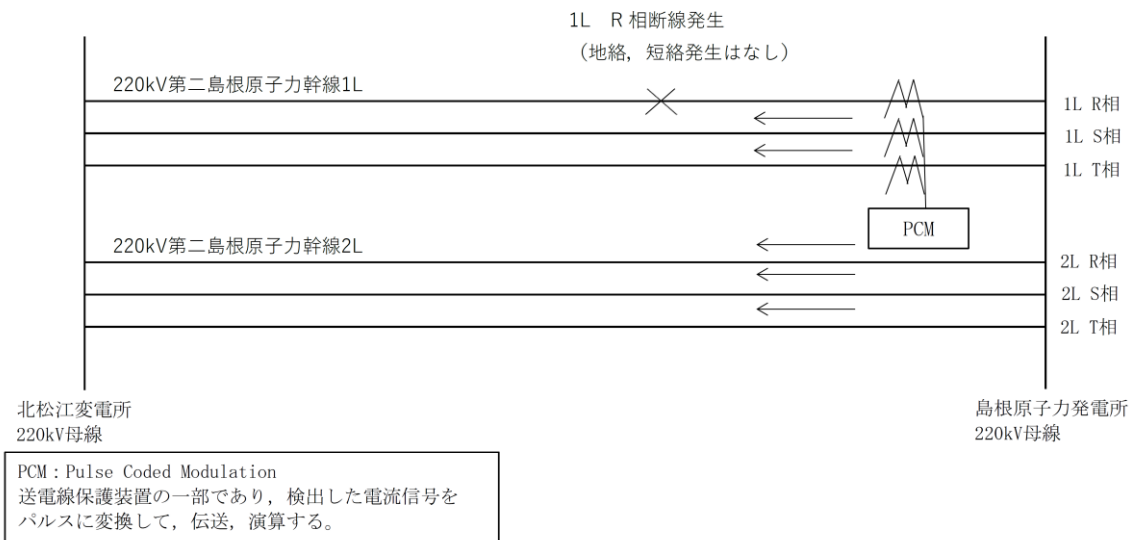 1L R相断線発生
（地絡，短絡発生はなし）
220kV第二島根原子力幹線1L
1L R相
1L S相
1L T相
PCM
220kV第二島根原子力幹線2L
2L R相
2L S相
2L T相
北松江変電所
220kV母線
島根原子力発電所
220kV母線
PCM：Pulse Coded Modulation
送電線保護装置の一部であり，検出した電流信号を
パルスに変換して，伝送，演算する。